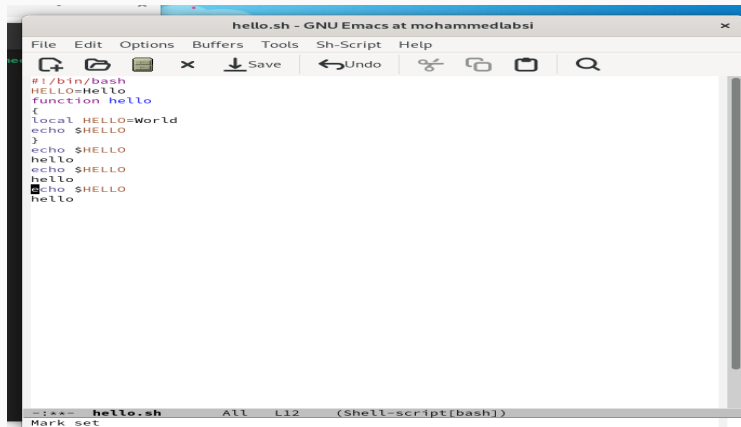 hello.sh - GNU Emacs at mohammedlabsi
File Edit Options Buffers Tools Sh-Script Help
Save Undo
#!/bin/bash
HELLO=Hello
function hello
{
local HELLO=World
echo $HELLO
}
echo $HELLO
hello
echo $HELLO
hello
echo $HELLO
hello
-:**- hello.sh All L12 (Shell-script[bash])
Mark set